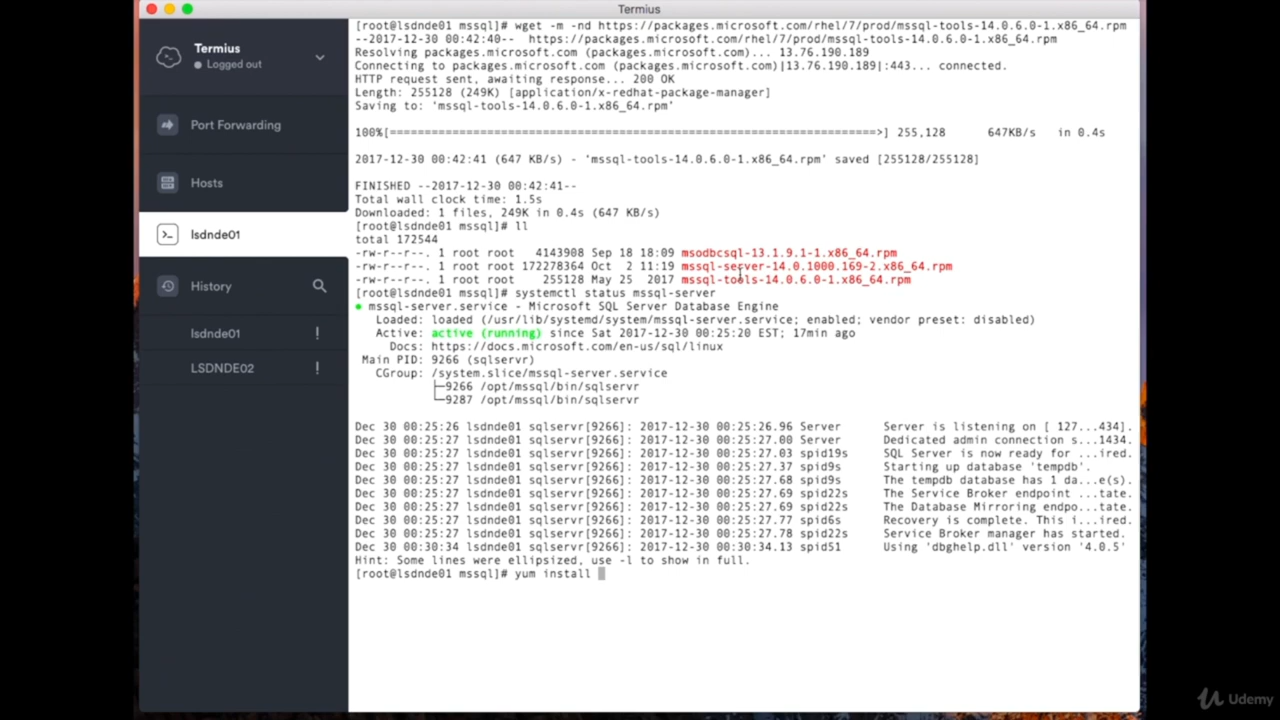 Termius
Termius
Logged out
Port Forwarding
Hosts
lsdnde01
History
lsdnde01 !
LSDNDE02 !
[root@lsdnde01 mssql]# wget -m -nd https://packages.microsoft.com/rhel/7/prod/mssql-tools-14.0.6.0-1.x86_64.rpm
--2017-12-30 00:42:40-- https://packages.microsoft.com/rhel/7/prod/mssql-tools-14.0.6.0-1.x86_64.rpm
Resolving packages.microsoft.com (packages.microsoft.com)... 13.76.190.189
Connecting to packages.microsoft.com (packages.microsoft.com)|13.76.190.189|:443... connected.
HTTP request sent, awaiting response... 200 OK
Length: 255128 (249K) [application/x-redhat-package-manager]
Saving to: 'mssql-tools-14.0.6.0-1.x86_64.rpm'
100%[======================================================================>] 255,128 647KB/s in 0.4s
2017-12-30 00:42:41 (647 KB/s) - 'mssql-tools-14.0.6.0-1.x86_64.rpm' saved [255128/255128]
FINISHED --2017-12-30 00:42:41--
Total wall clock time: 1.5s
Downloaded: 1 files, 249K in 0.4s (647 KB/s)
[root@lsdnde01 mssql]# ll
total 172544
-rw-r--r--. 1 root root 4143908 Sep 18 18:09 msodbcsql-13.1.9.1-1.x86_64.rpm
-rw-r--r--. 1 root root 172278364 Oct 2 11:19 mssql-server-14.0.1000.169-2.x86_64.rpm
-rw-r--r--. 1 root root 255128 May 25 2017 mssql-tools-14.0.6.0-1.x86_64.rpm
[root@lsdnde01 mssql]# systemctl status mssql-server
● mssql-server.service - Microsoft SQL Server Database Engine
Loaded: loaded (/usr/lib/systemd/system/mssql-server.service; enabled; vendor preset: disabled)
Active: active (running) since Sat 2017-12-30 00:25:20 EST; 17min ago
Docs: https://docs.microsoft.com/en-us/sql/linux
Main PID: 9266 (sqlservr)
CGroup: /system.slice/mssql-server.service
├─9266 /opt/mssql/bin/sqlservr
└─9287 /opt/mssql/bin/sqlservr
Dec 30 00:25:26 lsdnde01 sqlservr[9266]: 2017-12-30 00:25:26.96 Server Server is listening on [ 127...434].
Dec 30 00:25:27 lsdnde01 sqlservr[9266]: 2017-12-30 00:25:27.00 Server Dedicated admin connection s...1434.
Dec 30 00:25:27 lsdnde01 sqlservr[9266]: 2017-12-30 00:25:27.03 spid19s SQL Server is now ready for ...ired.
Dec 30 00:25:27 lsdnde01 sqlservr[9266]: 2017-12-30 00:25:27.37 spid9s Starting up database 'tempdb'.
Dec 30 00:25:27 lsdnde01 sqlservr[9266]: 2017-12-30 00:25:27.68 spid9s The tempdb database has 1 da...e(s).
Dec 30 00:25:27 lsdnde01 sqlservr[9266]: 2017-12-30 00:25:27.69 spid22s The Service Broker endpoint ...tate.
Dec 30 00:25:27 lsdnde01 sqlservr[9266]: 2017-12-30 00:25:27.69 spid22s The Database Mirroring endpo...tate.
Dec 30 00:25:27 lsdnde01 sqlservr[9266]: 2017-12-30 00:25:27.77 spid6s Recovery is complete. This i...ired.
Dec 30 00:25:27 lsdnde01 sqlservr[9266]: 2017-12-30 00:25:27.78 spid22s Service Broker manager has started.
Dec 30 00:30:34 lsdnde01 sqlservr[9266]: 2017-12-30 00:30:34.13 spid51 Using 'dbghelp.dll' version '4.0.5'
Hint: Some lines were ellipsized, use -l to show in full.
[root@lsdnde01 mssql]# yum install
Udemy